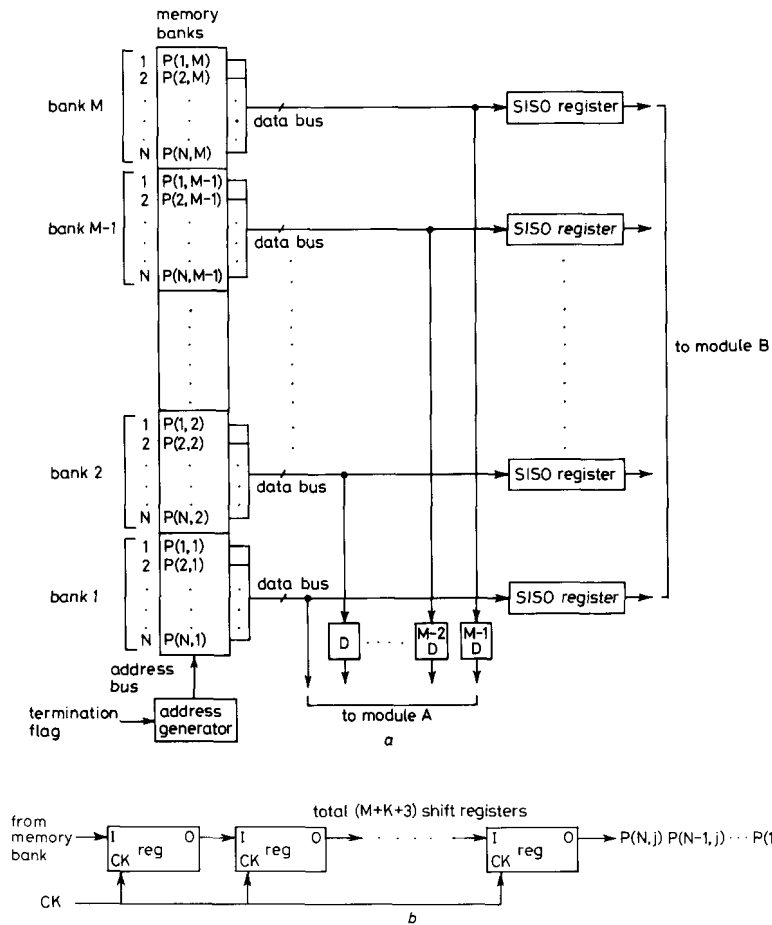 memory
banks
bank M
1 P(1,M)
2 P(2,M)
N P(N,M)
data bus
SISO register
bank M-1
1 P(1,M-1)
2 P(2,M-1)
N P(N,M-1)
data bus
SISO register
to module B
bank 2
1 P(1,2)
2 P(2,2)
N P(N,2)
data bus
SISO register
bank 1
1 P(1,1)
2 P(2,1)
N P(N,1)
data bus
SISO register
D
M-2
D
M-1
D
address
bus
termination
flag
address
generator
to module A
a
from
memory
bank
total (M+K+3) shift registers
I O
CK reg
I O
CK reg
I O
CK reg
P(N,j) P(N-1,j) ··· P(1
CK
b